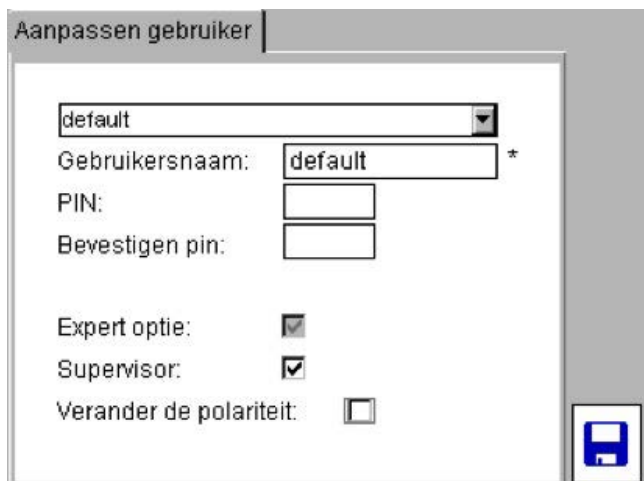 Aanpassen gebruiker
default
Gebruikersnaam: default *
PIN:
Bevestigen pin:
Expert optie:
Supervisor:
Verander de polariteit: